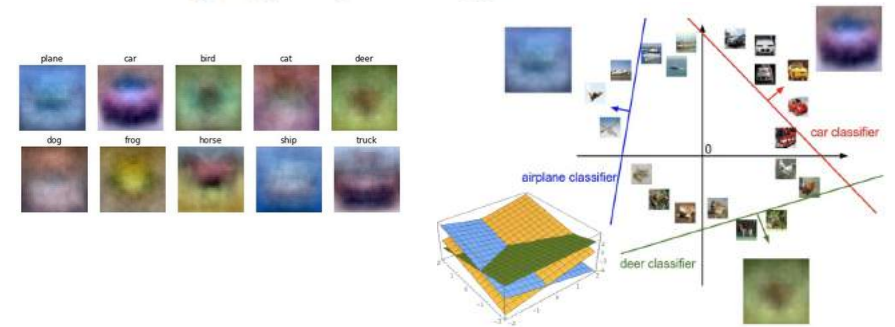 plane car bird cat deer
dog frog horse ship truck
0
car classifier
airplane classifier
deer classifier